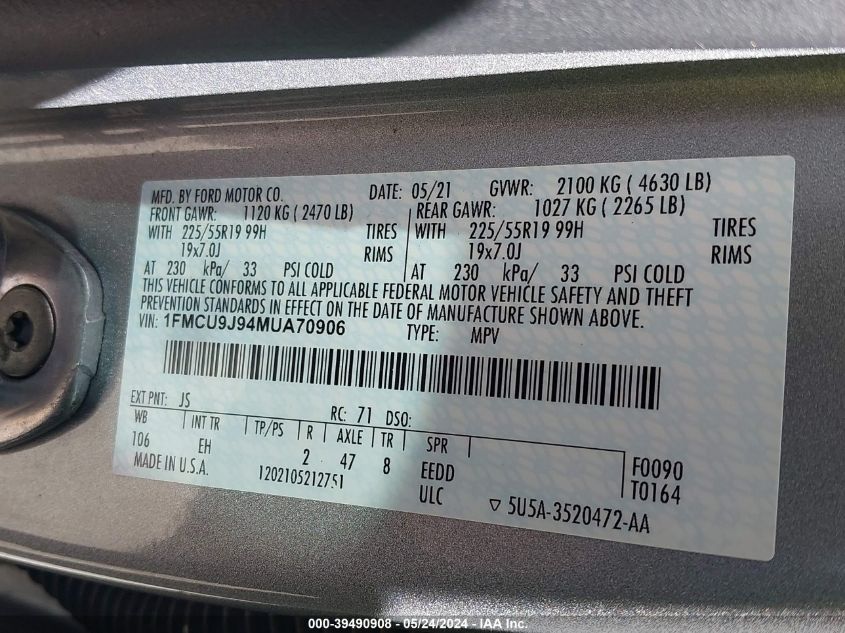 MFD. BY FORD MOTOR CO. DATE: 05/21 GVWR: 2100 KG ( 4630 LB)
FRONT GAWR: 1120 KG ( 2470 LB) REAR GAWR: 1027 KG ( 2265 LB)
WITH 225/55R19 99H TIRES WITH 225/55R19 99H TIRES
19x7.0J RIMS 19x7.0J RIMS
AT 230 kPa/ 33 PSI COLD AT 230 kPa/ 33 PSI COLD
THIS VEHICLE CONFORMS TO ALL APPLICABLE FEDERAL MOTOR VEHICLE SAFETY AND THEFT
PREVENTION STANDARDS IN EFFECT ON THE DATE OF MANUFACTURE SHOWN ABOVE.
VIN: 1FMCU9J94MUA70906 TYPE: MPV
EXT PNT: JS RC: 71 DSO:
WB INT TR TP/PS R AXLE TR SPR
106 EH 2 47 8 EEDD F0090
MADE IN U.S.A. 1202105212751 ULC T0164
▽ 5U5A-3520472-AA
000-39490908 - 05/24/2024 - IAA Inc.